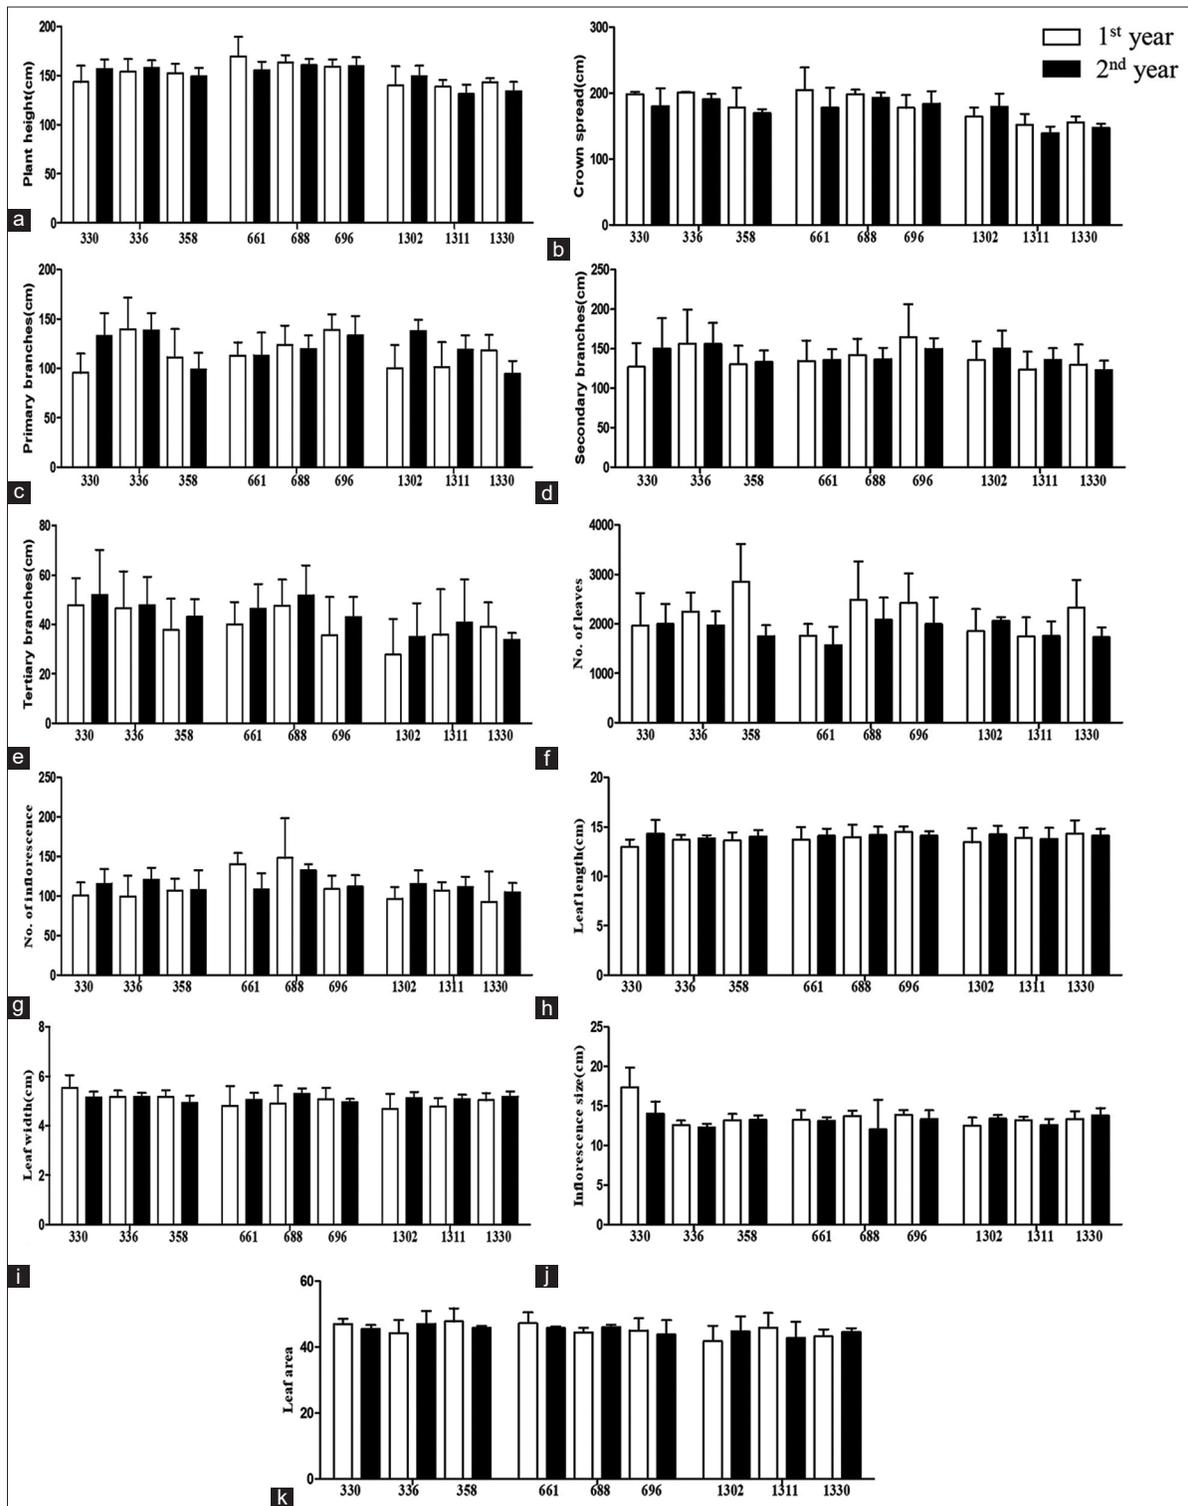 1st year
2nd year
Plant height(cm)
200
150
100
50
0
330 336 358 661 688 696 1302 1311 1330
a
Crown spread(cm)
300
200
100
0
330 336 358 661 688 696 1302 1311 1330
b
Primary branches(cm)
200
150
100
50
0
330 336 358 661 688 696 1302 1311 1330
c
Secondary branches(cm)
250
200
150
100
50
0
330 336 358 661 688 696 1302 1311 1330
d
Tertiary branches(cm)
80
60
40
20
0
330 336 358 661 688 696 1302 1311 1330
e
No. of leaves
4000
3000
2000
1000
0
330 336 358 661 688 696 1302 1311 1330
f
No. of inflorescence
250
200
150
100
50
0
330 336 358 661 688 696 1302 1311 1330
g
Leaf length(cm)
20
15
10
5
0
330 336 358 661 688 696 1302 1311 1330
h
Leaf width(cm)
8
6
4
2
0
330 336 358 661 688 696 1302 1311 1330
i
Inflorescence size(cm)
25
20
15
10
5
0
330 336 358 661 688 696 1302 1311 1330
j
Leaf area
60
40
20
0
330 336 358 661 688 696 1302 1311 1330
k